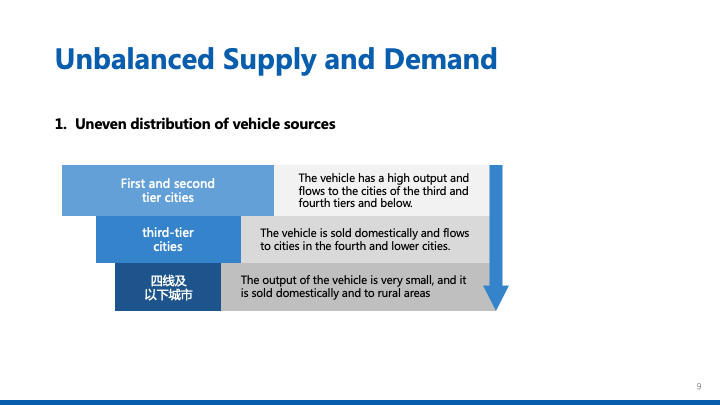 Unbalanced Supply and Demand
1. Uneven distribution of vehicle sources
First and second
tier cities
The vehicle has a high output and
flows to the cities of the third and
fourth tiers and below.
third-tier
cities
The vehicle is sold domestically and flows
to cities in the fourth and lower cities.
四线及
以下城市
The output of the vehicle is very small, and it
is sold domestically and to rural areas
9